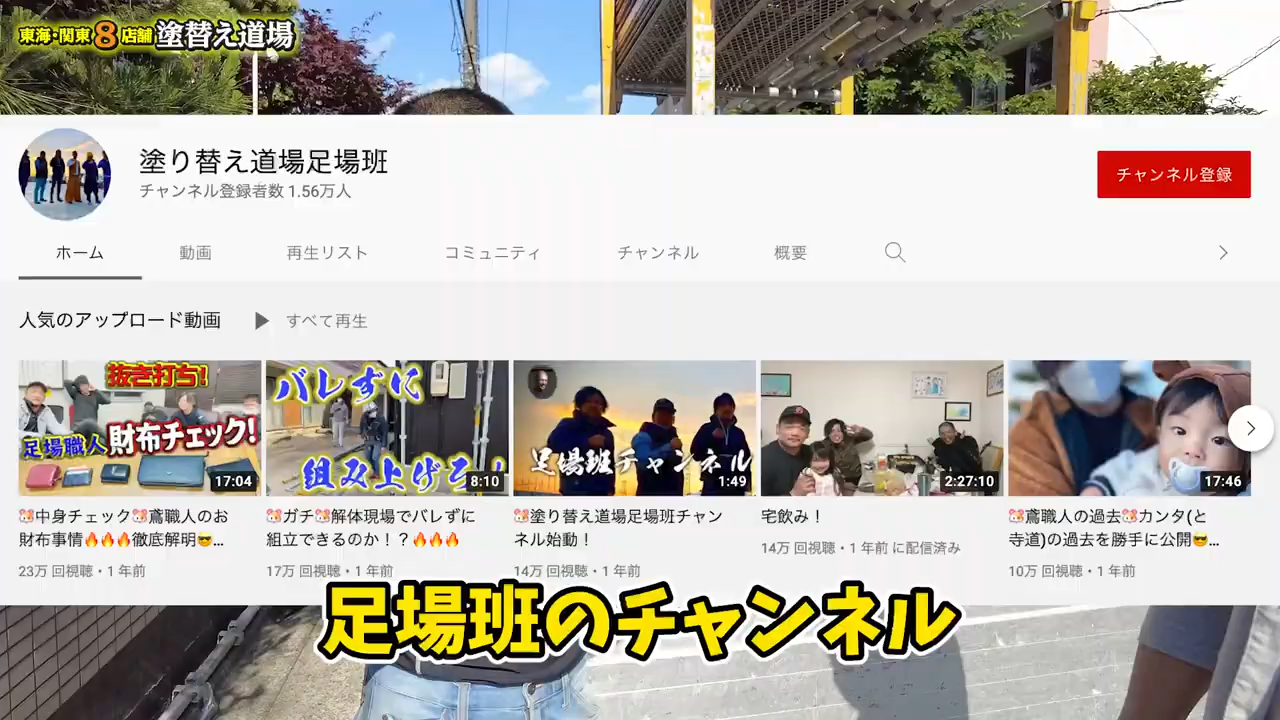 東海・関東8店舗塗替え道場
塗り替え道場足場班
チャンネル登録者数 1.56万人
チャンネル登録
ホーム
動画
再生リスト
コミュニティ
チャンネル
概要
人気のアップロード動画
すべて再生
抜き打ち!
足場職人財布チェック!
17:04
バレずに
組み上げろ!
8:10
足場班チャンネル
1:49
2:27:10
17:46
🐹中身チェック🐹鳶職人のお
財布事情🔥🔥🔥徹底解明😎...
23万 回視聴・1 年前
🐹ガチ🐹解体現場でバレずに
組立できるのか！？🔥🔥🔥
17万 回視聴・1 年前
🐹塗り替え道場足場班チャン
ネル始動！
14万 回視聴・1 年前
宅飲み！
14万 回視聴・1 年前 に配信済み
🐹鳶職人の過去🐹カンタ(と
寺道)の過去を勝手に公開😎...
10万 回視聴・1 年前
足場班のチャンネル